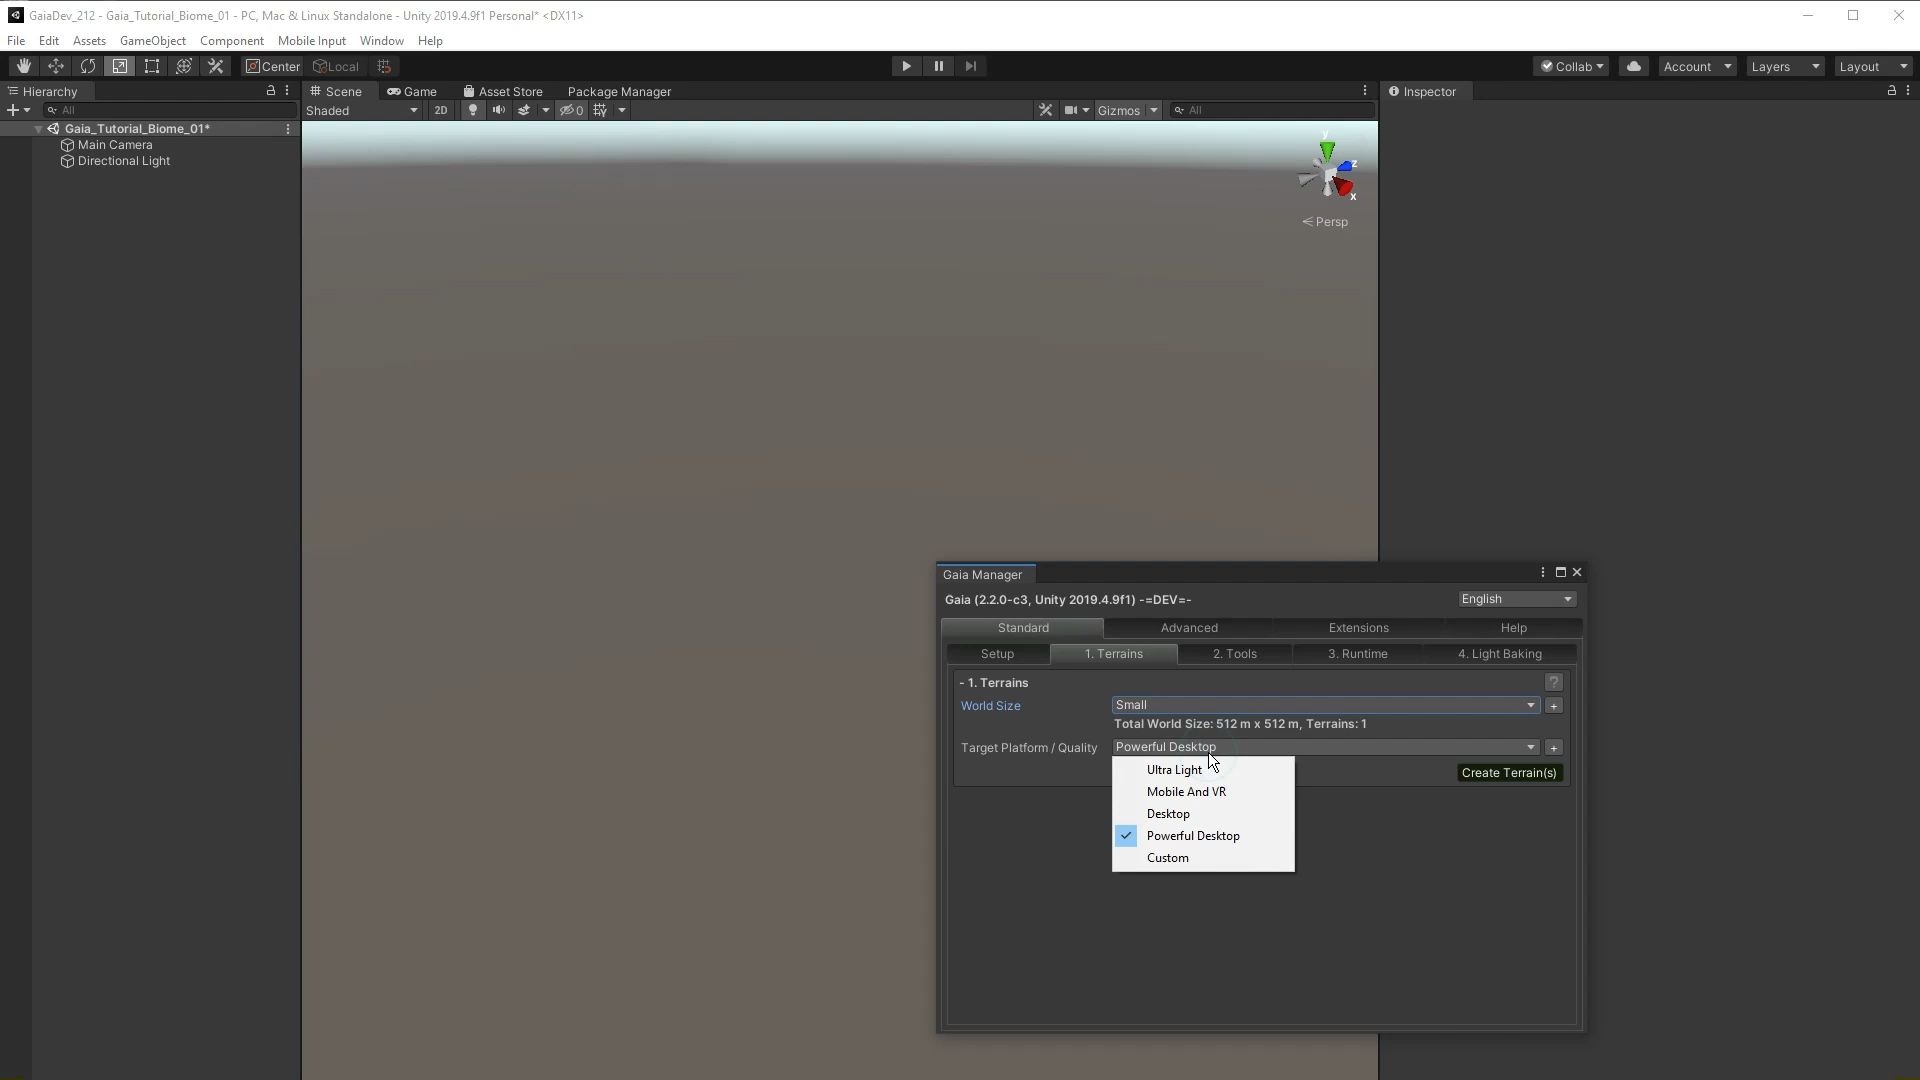 GaiaDev_212 - Gaia_Tutorial_Biome_01 - PC, Mac & Linux Standalone - Unity 2019.4.9f1 Personal* <DX11>
File Edit Assets GameObject Component Mobile Input Window Help
Center Local Collab Account Layers Layout
Hierarchy Scene Game Asset Store Package Manager Inspector
All Shaded 2D 0 Gizmos All
Gaia_Tutorial_Biome_01*
Main Camera
Directional Light
y
z
x
Persp
Gaia Manager
Gaia (2.2.0-c3, Unity 2019.4.9f1) -=DEV=- English
Standard Advanced Extensions Help
Setup 1. Terrains 2. Tools 3. Runtime 4. Light Baking
- 1. Terrains ?
World Size Small +
Total World Size: 512 m x 512 m, Terrains: 1
Target Platform / Quality Powerful Desktop +
Ultra Light Create Terrain(s)
Mobile And VR
Desktop
Powerful Desktop
Custom